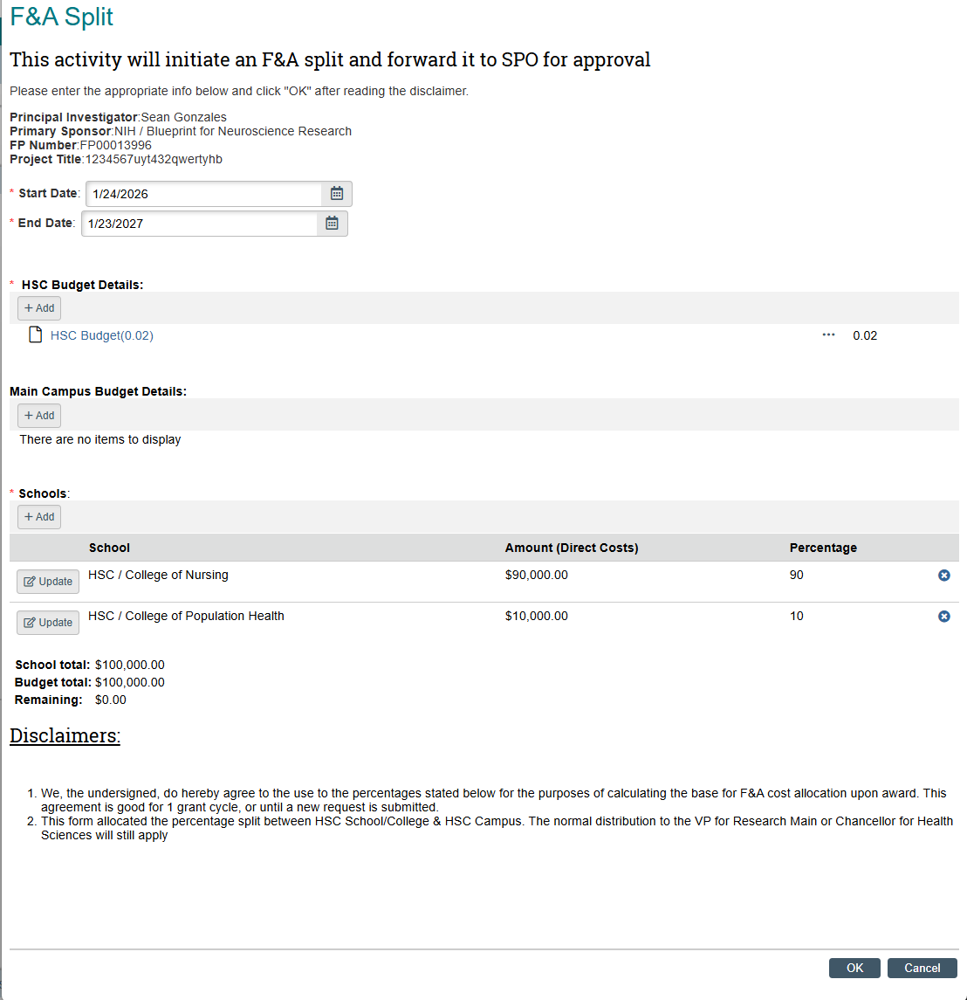 F&A Split
This activity will initiate an F&A split and forward it to SPO for approval
Please enter the appropriate info below and click "OK" after reading the disclaimer.
Principal Investigator:Sean Gonzales
Primary Sponsor:NIH / Blueprint for Neuroscience Research
FP Number:FP00013996
Project Title:1234567uyt432qwertyhb
* Start Date: 1/24/2026
* End Date: 1/23/2027
* HSC Budget Details:
+ Add
HSC Budget(0.02) ... 0.02
Main Campus Budget Details:
+ Add
There are no items to display
* Schools:
+ Add
School Amount (Direct Costs) Percentage
Update HSC / College of Nursing $90,000.00 90
Update HSC / College of Population Health $10,000.00 10
School total: $100,000.00
Budget total: $100,000.00
Remaining: $0.00
Disclaimers:
1. We, the undersigned, do hereby agree to the use to the percentages stated below for the purposes of calculating the base for F&A cost allocation upon award. This
agreement is good for 1 grant cycle, or until a new request is submitted.
2. This form allocated the percentage split between HSC School/College & HSC Campus. The normal distribution to the VP for Research Main or Chancellor for Health
Sciences will still apply
OK Cancel